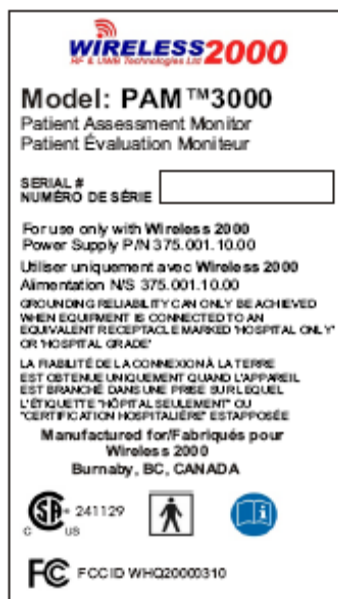 WIRELESS2000
RF & UWB Technologies Ltd
Model: PAM™3000
Patient Assessment Monitor
Patient Évaluation Moniteur
SERIAL #
NUMÉRO DE SÉRIE
For use only with Wireless 2000
Power Supply P/N 375.001.10.00
Utiliser uniquement avec Wireless 2000
Alimentation N/S 375.001.10.00
GROUNDING RELIABILITY CAN ONLY BE ACHIEVED
WHEN EQUIPMENT IS CONNECTED TO AN
EQUIVALENT RECEPTACLE MARKED 'HOSPITAL ONLY'
OR 'HOSPITAL GRADE'
LA FIABILITÉ DE LA CONNEXION À LA TERRE
EST OBTENUE UNIQUEMENT QUAND L'APPAREIL
EST BRANCHÉ DANS UNE PRISE SUR LEQUEL
L'ÉTIQUETTE "HÔPITAL SEULEMENT" OU
"CERTIFICATION HOSPITALIÈRE" EST APPOSÉE
Manufactured for/Fabriqués pour
Wireless 2000
Burnaby, BC, CANADA
C SA ® 241129
C US
FC FCC ID WHQ20000310